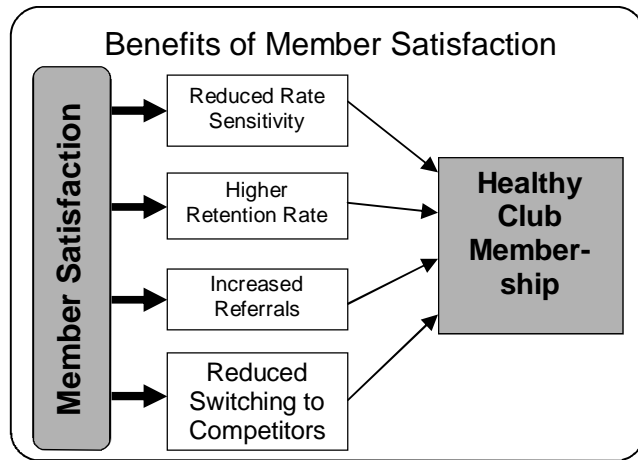 Benefits of Member Satisfaction
Member Satisfaction
Reduced Rate
Sensitivity
Higher
Retention Rate
Increased
Referrals
Reduced
Switching to
Competitors
Healthy
Club
Member-
ship